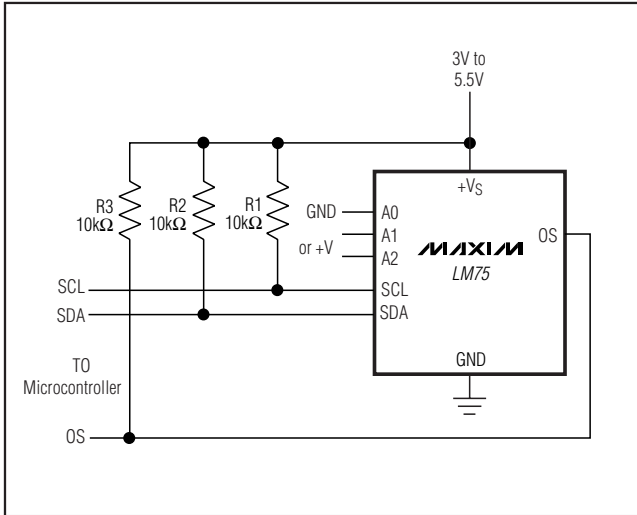 3V to
5.5V
R3
10kΩ
R2
10kΩ
R1
10kΩ
+VS
GND
or +V
A0
A1
A2
MAXIM
LM75
OS
SCL
SDA
SCL
SDA
GND
TO
Microcontroller
OS